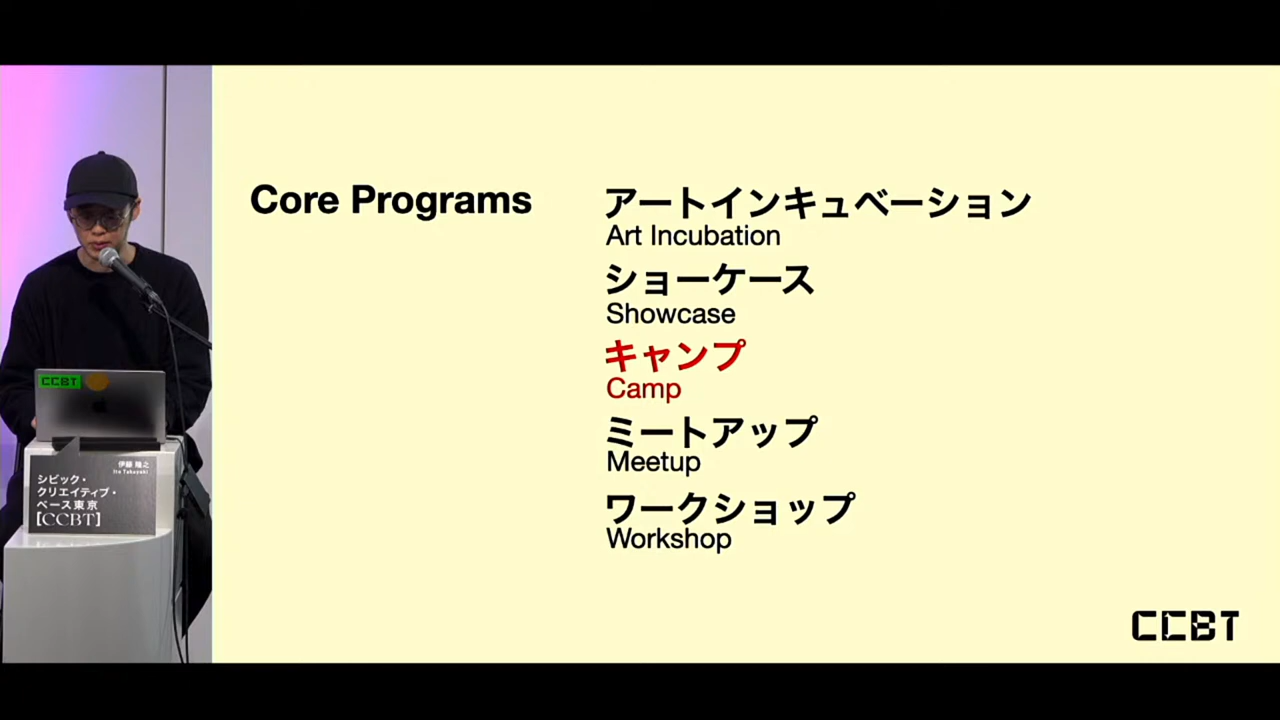 Core Programs
アートインキュベーション
Art Incubation
ショーケース
Showcase
キャンプ
Camp
ミートアップ
Meetup
ワークショップ
Workshop
CCBT
CCBT
伊藤 隆之
Ito Takayuki
シビック・
クリエイティブ・
ベース東京
[CCBT]